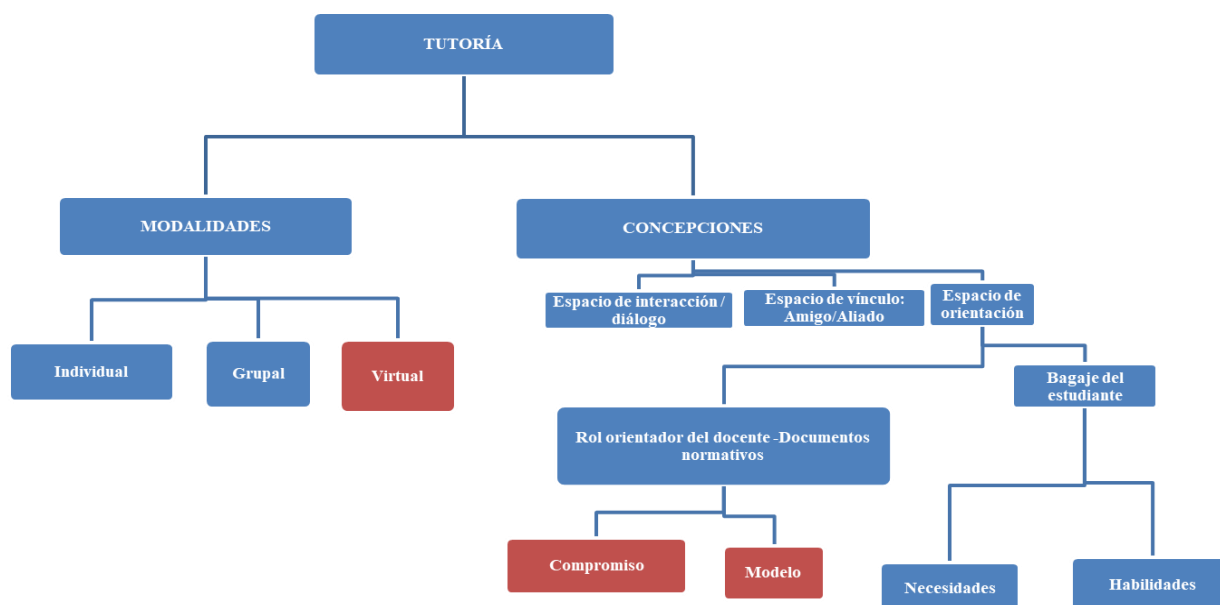 TUTORÍA
MODALIDADES
CONCEPCIONES
Espacio de interacción /
diálogo
Espacio de vínculo:
Amigo/Aliado
Espacio de
orientación
Individual
Grupal
Virtual
Bagaje del
estudiante
Rol orientador del docente -Documentos
normativos
Compromiso
Modelo
Necesidades
Habilidades